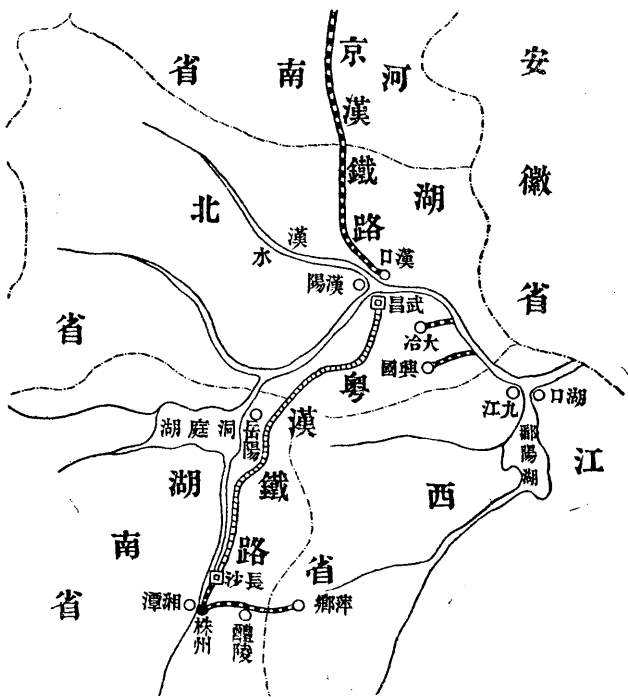 河南省
安徽省
京漢鐵路
湖北省
漢水
漢口
漢陽
武昌
大冶
興國
九江
湖口
鄱陽湖
江西省
粵漢鐵路
洞庭湖
岳陽
湖南省
長沙
湘潭
株州
醴陵
萍鄉